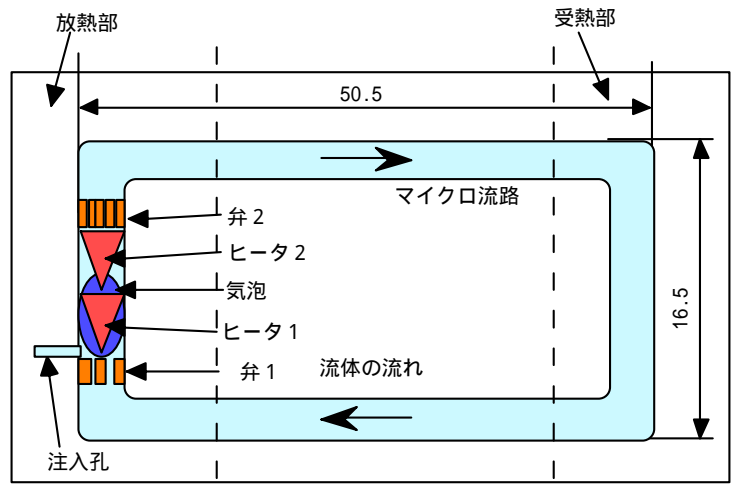 放熱部
受熱部
50.5
マイクロ流路
弁2
ヒータ2
気泡
ヒータ1
16.5
弁1
流体の流れ
注入孔